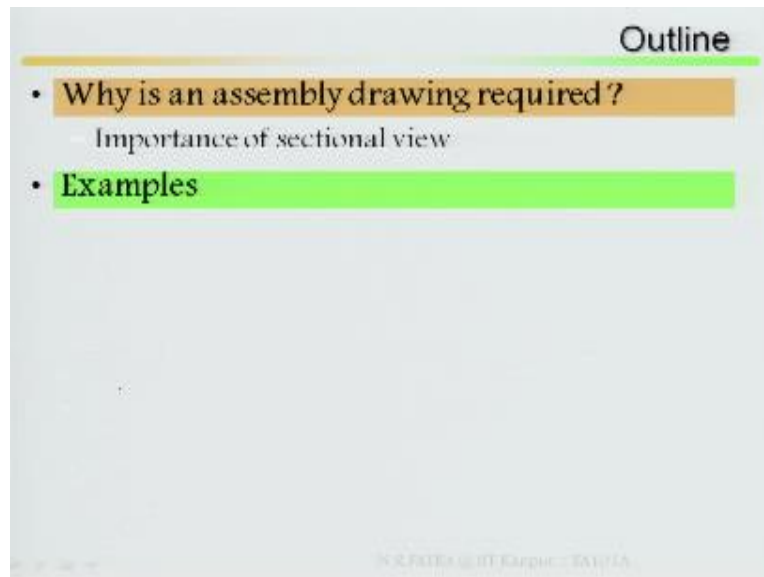 Outline
• Why is an assembly drawing required ?
– Importance of sectional view
• Examples